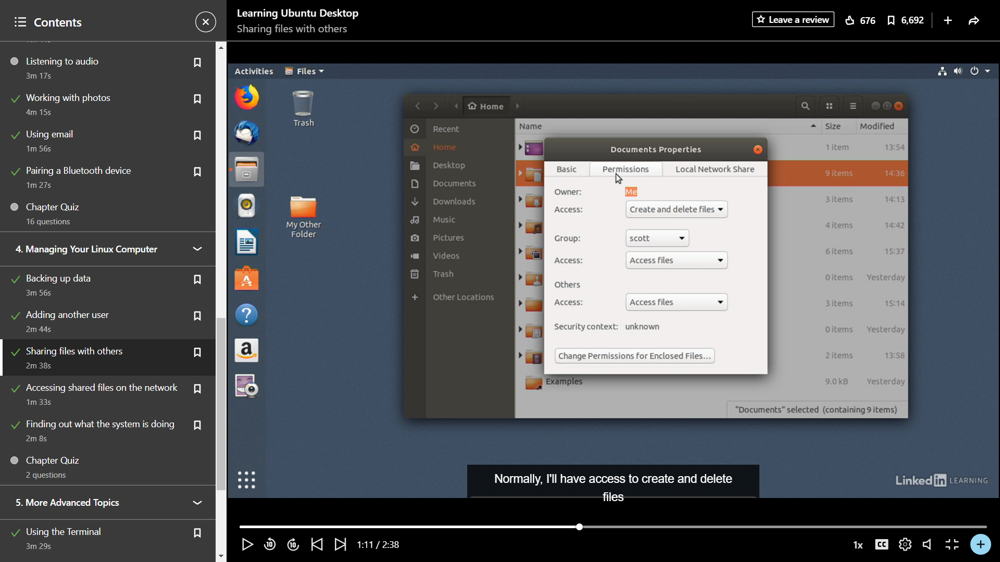 Contents
Learning Ubuntu Desktop
Sharing files with others
Leave a review
676
6,692
Listening to audio
3m 17s
Working with photos
4m 15s
Using email
1m 56s
Pairing a Bluetooth device
1m 27s
Chapter Quiz
16 questions
4. Managing Your Linux Computer
Backing up data
3m 56s
Adding another user
2m 44s
Sharing files with others
2m 38s
Accessing shared files on the network
1m 33s
Finding out what the system is doing
2m 8s
Chapter Quiz
2 questions
5. More Advanced Topics
Using the Terminal
3m 29s
Activities
Files
Trash
My Other
Folder
Home
Recent
Home
Desktop
Documents
Downloads
Music
Pictures
Videos
Trash
Other Locations
Name Size Modified
1 item 13:54
9 items 14:36
3 items 14:13
4 items 14:42
6 items 15:37
0 items Yesterday
3 items 15:14
0 items Yesterday
2 items 13:58
Examples 9.0 kB Yesterday
"Documents" selected (containing 9 items)
Documents Properties
Basic Permissions Local Network Share
Owner: Me
Access: Create and delete files
Group: scott
Access: Access files
Others
Access: Access files
Security context: unknown
Change Permissions for Enclosed Files...
Normally, I'll have access to create and delete
files
Linked in LEARNING
10
10
1:11 / 2:38
1x
CC